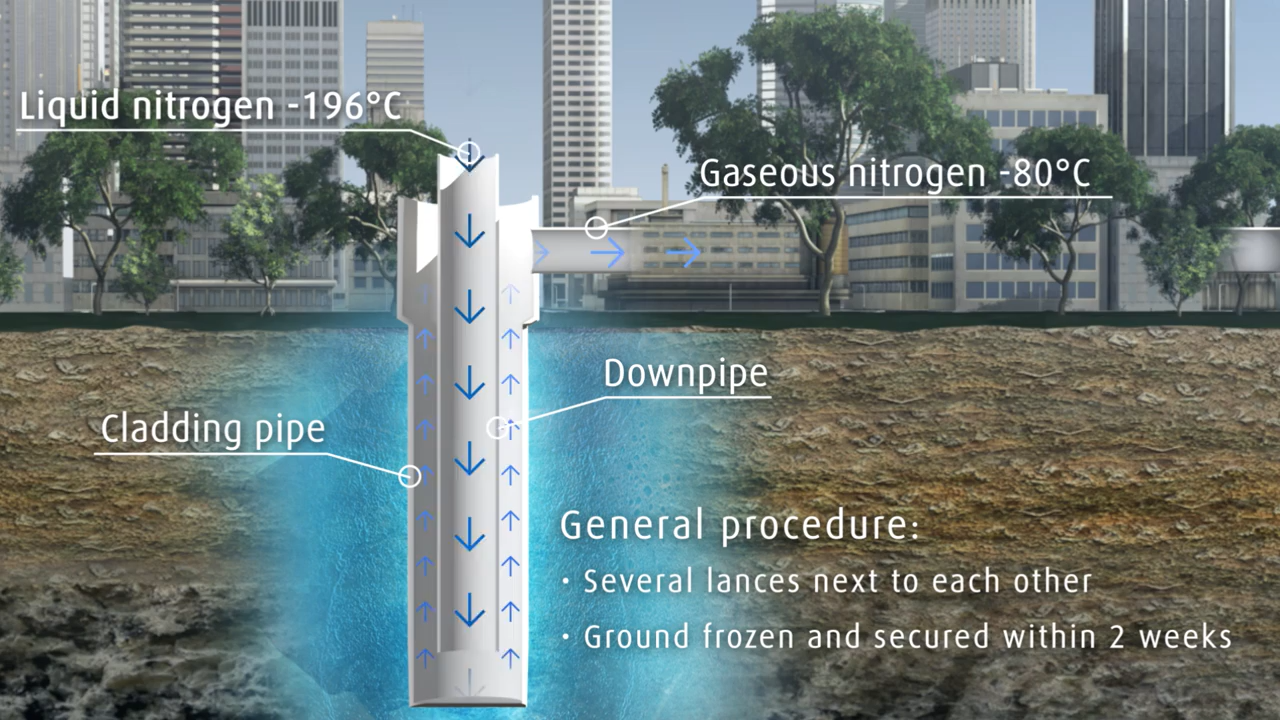 Liquid nitrogen -196°C
Gaseous nitrogen -80°C
Downpipe
Cladding pipe
General procedure:
• Several lances next to each other
• Ground frozen and secured within 2 weeks